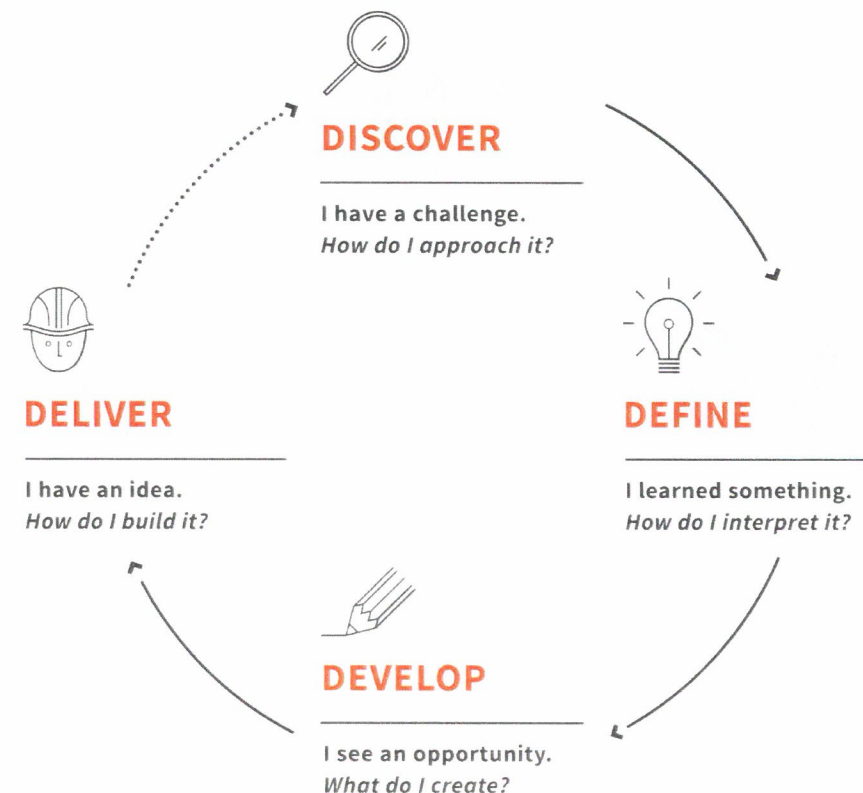 DISCOVER
I have a challenge.
How do I approach it?
DEFINE
I learned something.
How do I interpret it?
DEVELOP
I see an opportunity.
What do I create?
DELIVER
I have an idea.
How do I build it?